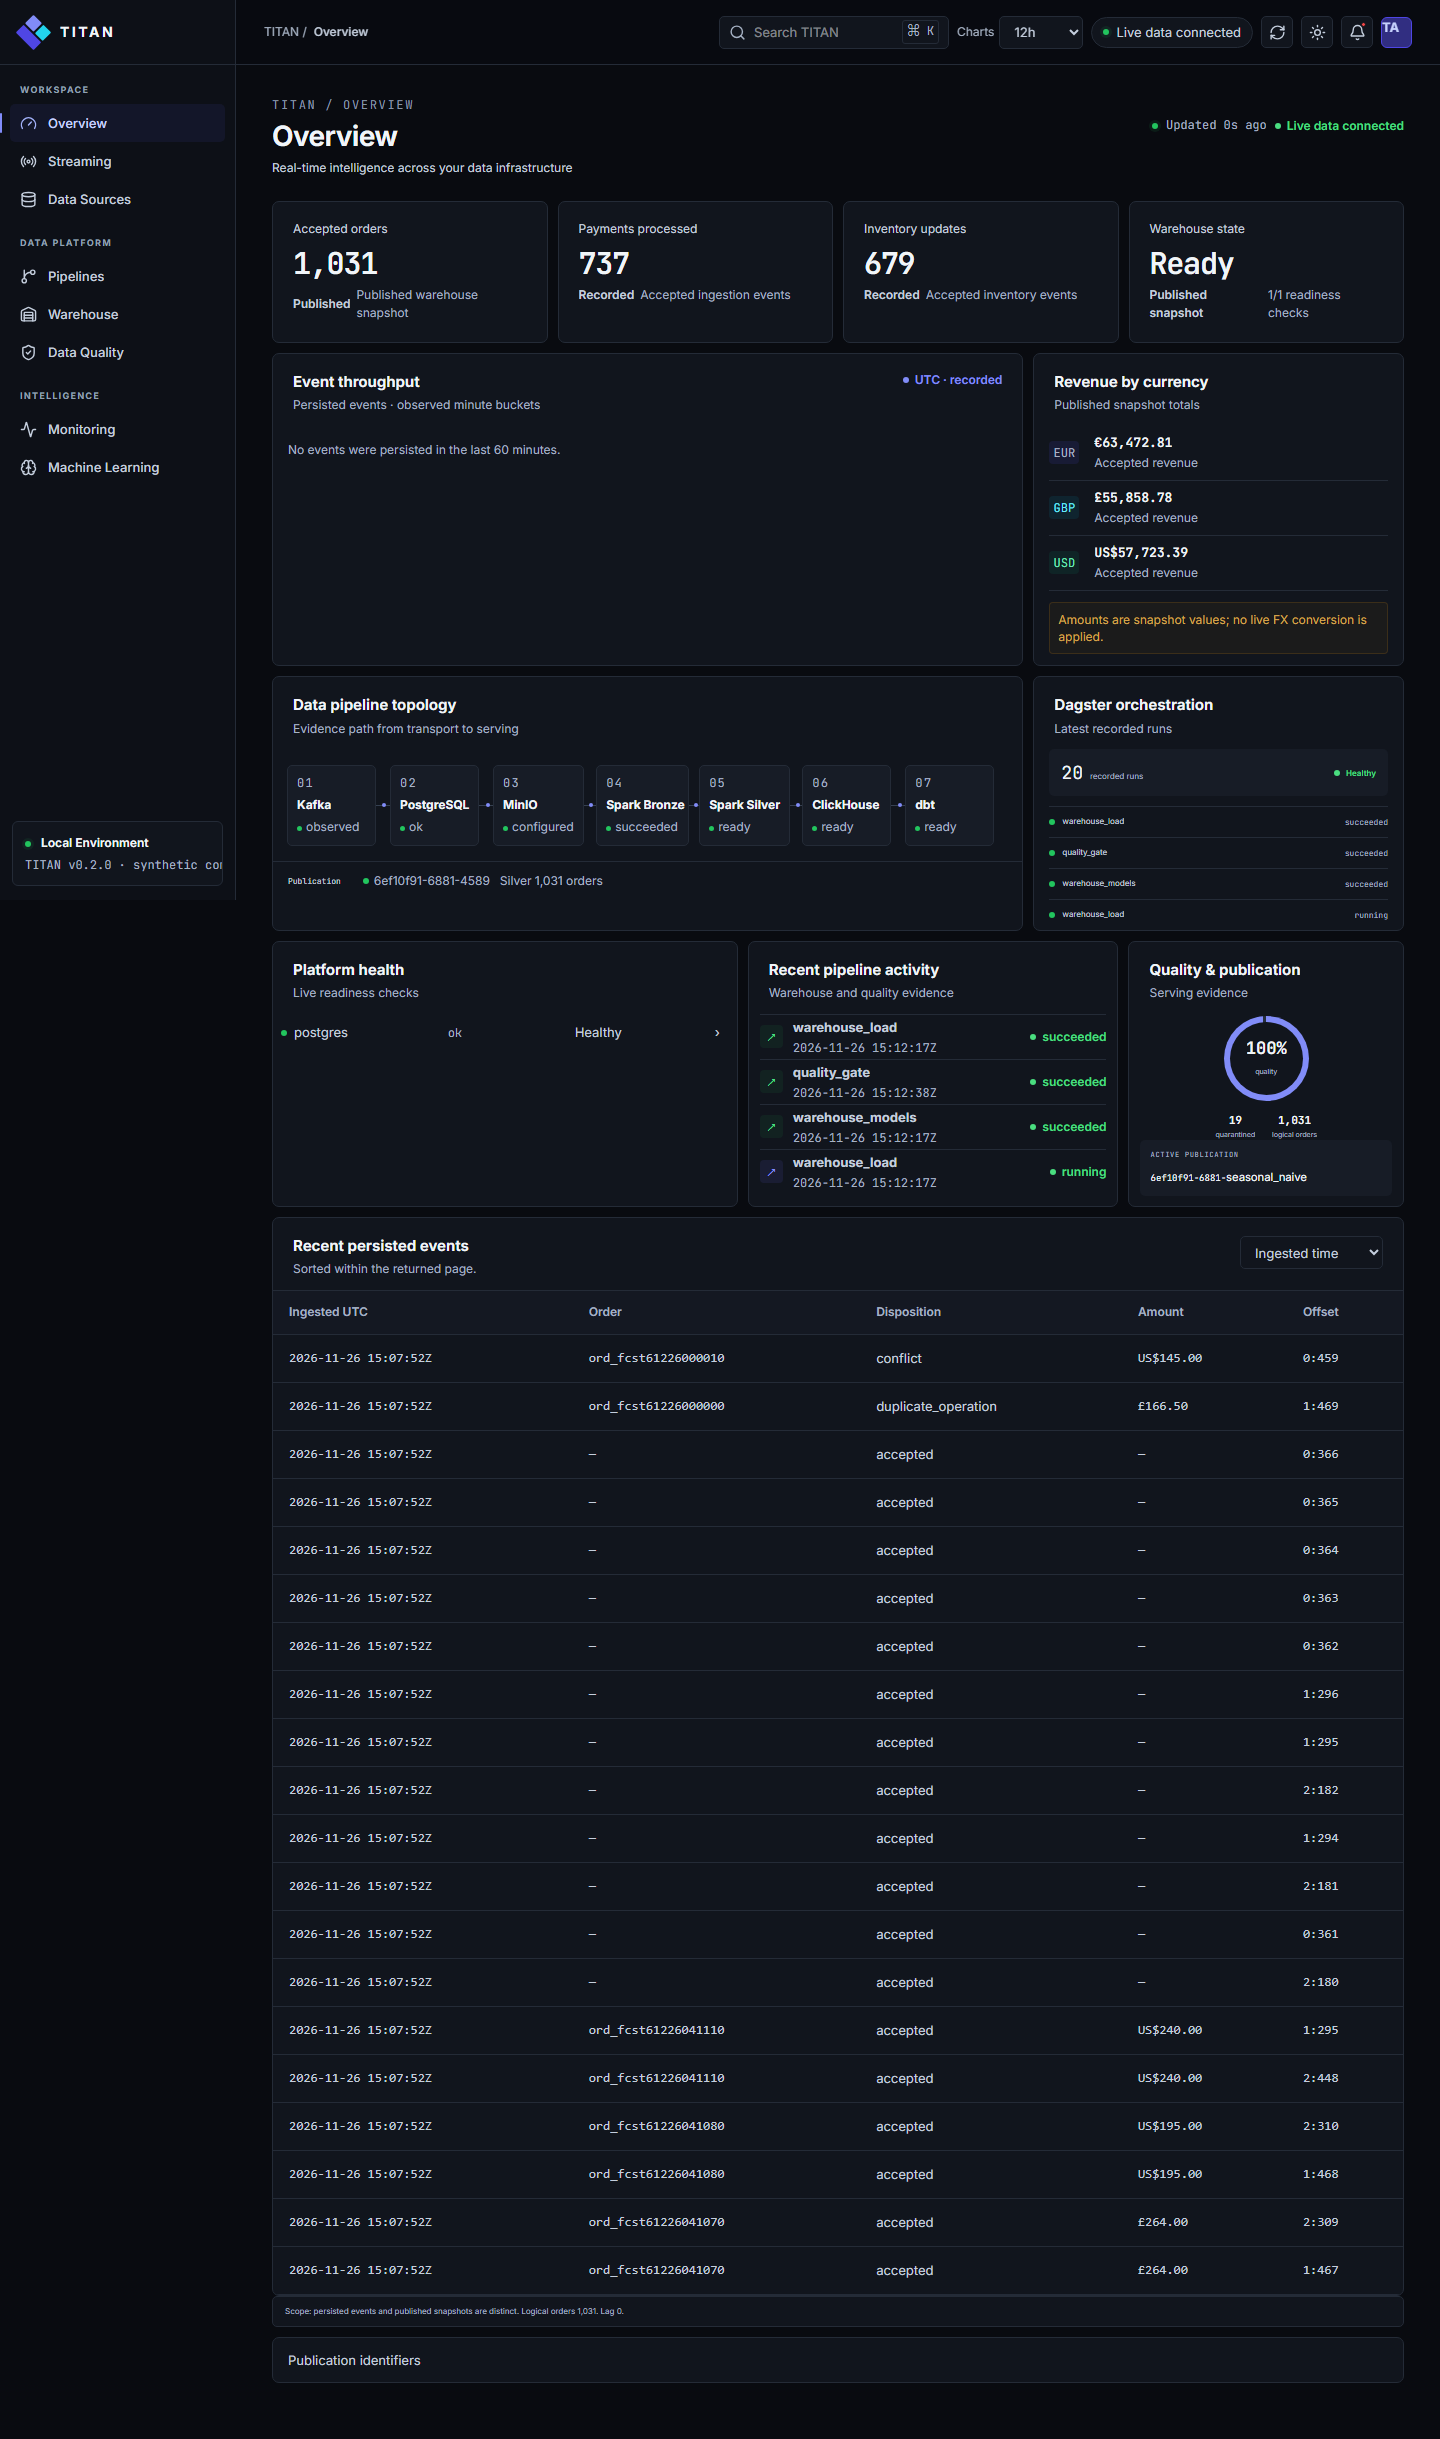 TITAN
TITAN / Overview
Search TITAN
⌘ K
Charts
12h
Live data connected
TA
WORKSPACE
Overview
Streaming
Data Sources
DATA PLATFORM
Pipelines
Warehouse
Data Quality
INTELLIGENCE
Monitoring
Machine Learning
Local Environment
TITAN v0.2.0 · synthetic
TITAN / OVERVIEW
Overview
Real-time intelligence across your data infrastructure
Updated 0s ago
Live data connected
Accepted orders
1,031
Published Published warehouse snapshot
Payments processed
737
Recorded Accepted ingestion events
Inventory updates
679
Recorded Accepted inventory events
Warehouse state
Ready
Published snapshot 1/1 readiness checks
Event throughput
Persisted events · observed minute buckets
UTC · recorded
No events were persisted in the last 60 minutes.
Revenue by currency
Published snapshot totals
EUR
€63,472.81
Accepted revenue
GBP
£55,858.78
Accepted revenue
USD
US$57,723.39
Accepted revenue
Amounts are snapshot values; no live FX conversion is
applied.
Data pipeline topology
Evidence path from transport to serving
01
Kafka
observed
02
PostgreSQL
ok
03
MinIO
configured
04
Spark Bronze
succeeded
05
Spark Silver
ready
06
ClickHouse
ready
07
dbt
ready
Publication 6ef10f91-6881-4589 Silver 1,031 orders
Dagster orchestration
Latest recorded runs
20 recorded runs
Healthy
warehouse_load succeeded
quality_gate succeeded
warehouse_models succeeded
warehouse_load running
Platform health
Live readiness checks
postgres ok Healthy ›
Recent pipeline activity
Warehouse and quality evidence
↗ warehouse_load succeeded
2026-11-26 15:12:17Z
↗ quality_gate succeeded
2026-11-26 15:12:38Z
↗ warehouse_models succeeded
2026-11-26 15:12:17Z
↗ warehouse_load running
2026-11-26 15:12:17Z
Quality & publication
Serving evidence
100%
quality
19 1,031
quarantined logical orders
ACTIVE PUBLICATION
6ef10f91-6881-seasonal_naive
Recent persisted events
Sorted within the returned page.
Ingested time
Ingested UTC Order Disposition Amount Offset
2026-11-26 15:07:52Z ord_fcst61226000010 conflict US$145.00 0:459
2026-11-26 15:07:52Z ord_fcst61226000000 duplicate_operation £166.50 1:469
2026-11-26 15:07:52Z — accepted — 0:366
2026-11-26 15:07:52Z — accepted — 0:365
2026-11-26 15:07:52Z — accepted — 0:364
2026-11-26 15:07:52Z — accepted — 0:363
2026-11-26 15:07:52Z — accepted — 0:362
2026-11-26 15:07:52Z — accepted — 1:296
2026-11-26 15:07:52Z — accepted — 1:295
2026-11-26 15:07:52Z — accepted — 2:182
2026-11-26 15:07:52Z — accepted — 1:294
2026-11-26 15:07:52Z — accepted — 2:181
2026-11-26 15:07:52Z — accepted — 0:361
2026-11-26 15:07:52Z — accepted — 2:180
2026-11-26 15:07:52Z ord_fcst61226041110 accepted US$240.00 1:295
2026-11-26 15:07:52Z ord_fcst61226041110 accepted US$240.00 2:448
2026-11-26 15:07:52Z ord_fcst61226041080 accepted US$195.00 2:310
2026-11-26 15:07:52Z ord_fcst61226041080 accepted US$195.00 1:468
2026-11-26 15:07:52Z ord_fcst61226041070 accepted £264.00 2:309
2026-11-26 15:07:52Z ord_fcst61226041070 accepted £264.00 1:467
Scope: persisted events and published snapshots are distinct. Logical orders 1,031. Lag 0.
Publication identifiers